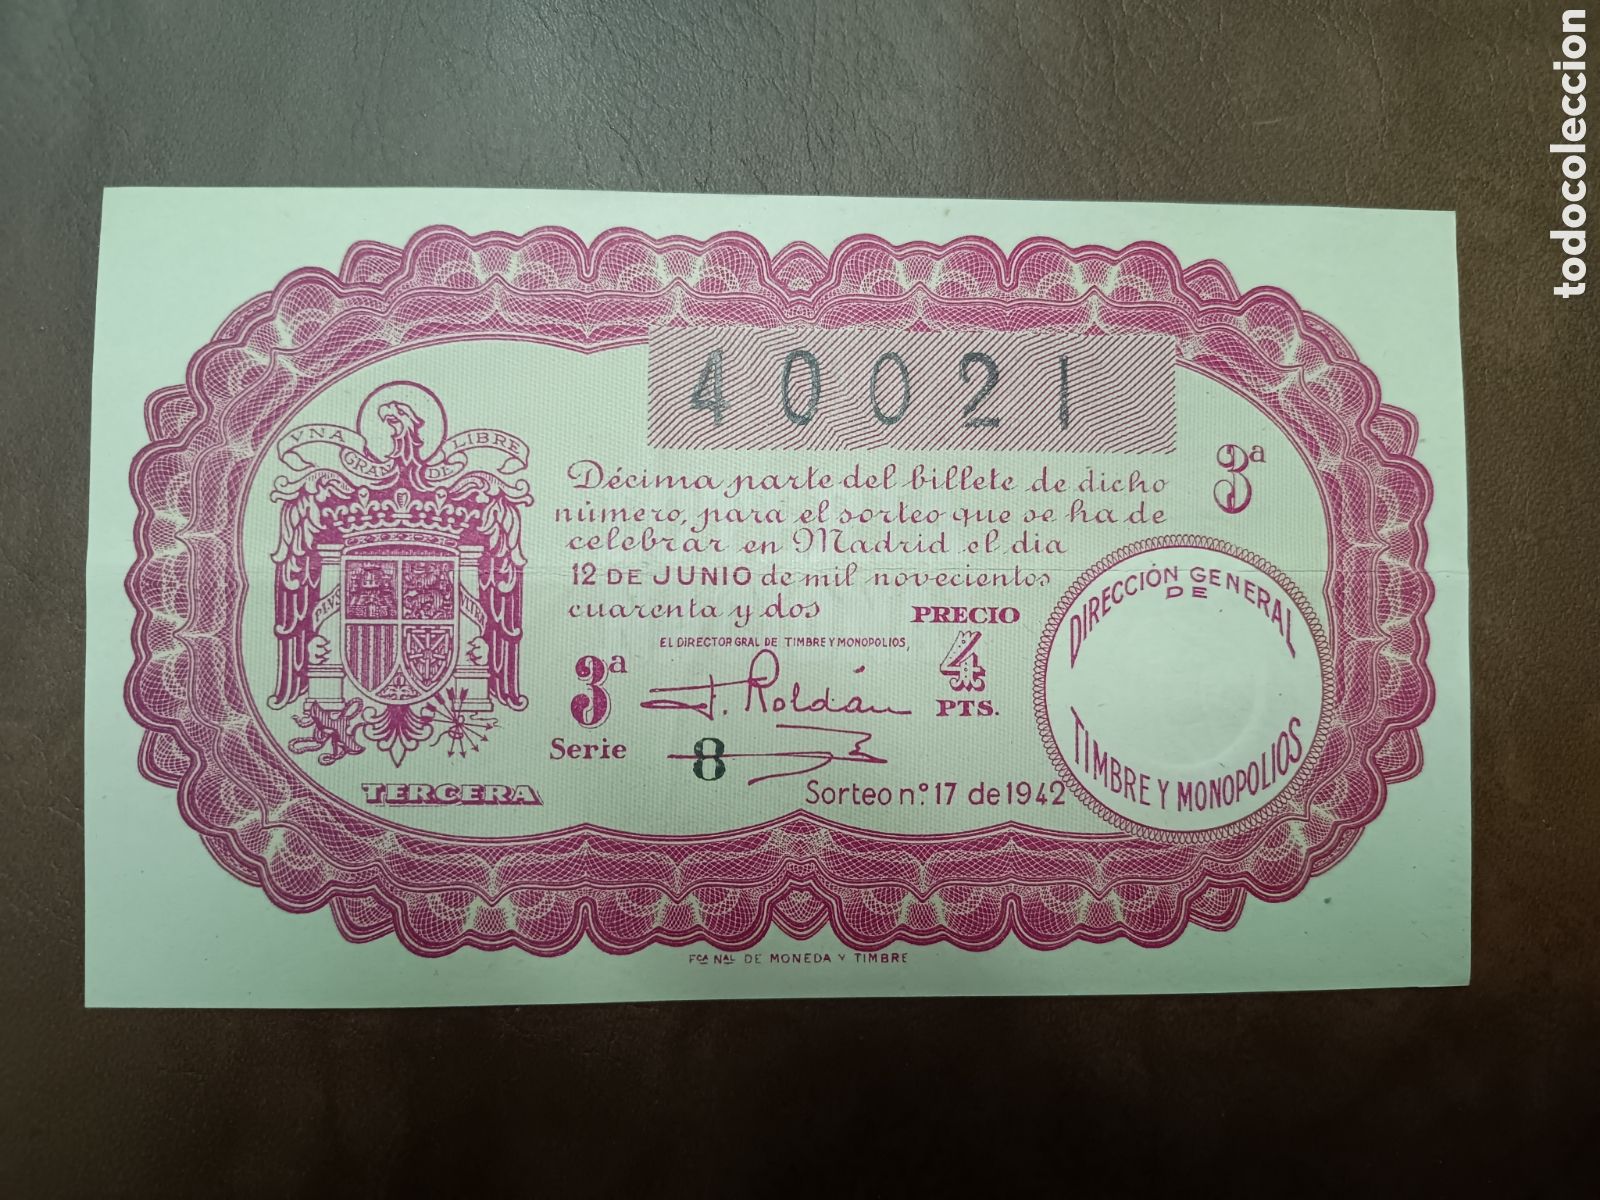 todocoleccion
40021
VNA GRANDE LIBRE
3ª
Décima parte del billete de dicho
número, para el sorteo que se ha de
celebrar en Madrid el dia
12 DE JUNIO de mil novecientos
cuarenta y dos
PRECIO
4
PTS.
EL DIRECTOR GRAL DE TIMBRE Y MONOPOLIOS,
J. Roldán
3ª
Serie
8
PLVS VLTRA
TERCERA
Sorteo n.º 17 de 1942
DIRECCIÓN GENERAL
DE
TIMBRE Y MONOPOLIOS
FCA NAL DE MONEDA Y TIMBRE